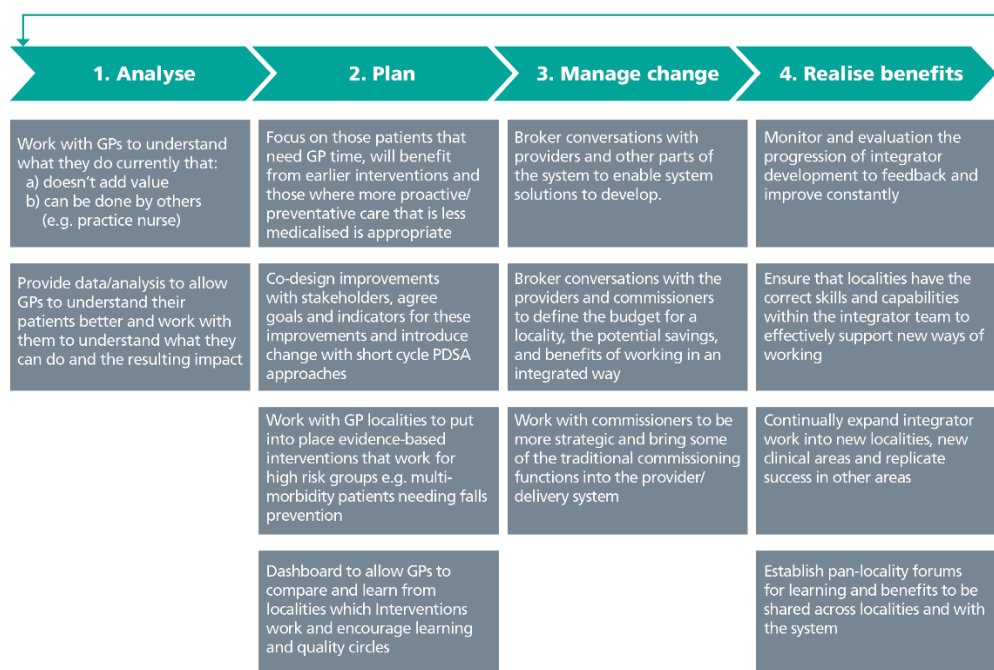 1. Analyse
2. Plan
3. Manage change
4. Realise benefits
Work with GPs to understand
what they do currently that:
a) doesn't add value
b) can be done by others
(e.g. practice nurse)
Provide data/analysis to allow
GPs to understand their
patients better and work with
them to understand what they
can do and the resulting impact
Focus on those patients that
need GP time, will benefit
from earlier interventions and
those where more proactive/
preventative care that is less
medicalised is appropriate
Co-design improvements
with stakeholders, agree
goals and indicators for these
improvements and introduce
change with short cycle PDSA
approaches
Work with GP localities to put
into place evidence-based
interventions that work for
high risk groups e.g. multi-
morbidity patients needing falls
prevention
Dashboard to allow GPs to
compare and learn from
localities which Interventions
work and encourage learning
and quality circles
Broker conversations with
providers and other parts of
the system to enable system
solutions to develop.
Broker conversations with the
providers and commissioners
to define the budget for a
locality, the potential savings,
and benefits of working in an
integrated way
Work with commissioners to be
more strategic and bring some
of the traditional commissioning
functions into the provider/
delivery system
Monitor and evaluation the
progression of integrator
development to feedback and
improve constantly
Ensure that localities have the
correct skills and capabilities
within the integrator team to
effectively support new ways of
working
Continually expand integrator
work into new localities, new
clinical areas and replicate
success in other areas
Establish pan-locality forums
for learning and benefits to be
shared across localities and with
the system